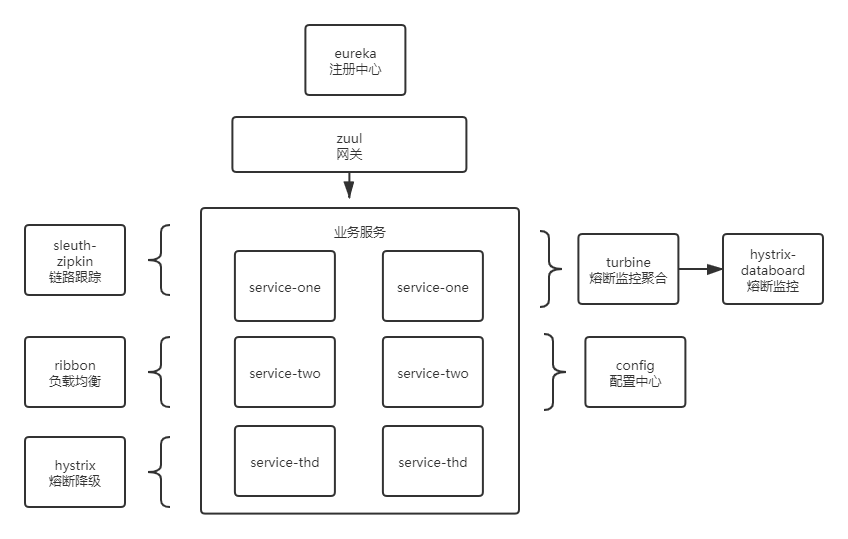 eureka
注册中心
zuul
网关
业务服务
sleuth-
zipkin
链路跟踪
service-one
service-one
turbine
熔断监控聚合
hystrix-
databoard
熔断监控
ribbon
负载均衡
service-two
service-two
config
配置中心
hystrix
熔断降级
service-thd
service-thd